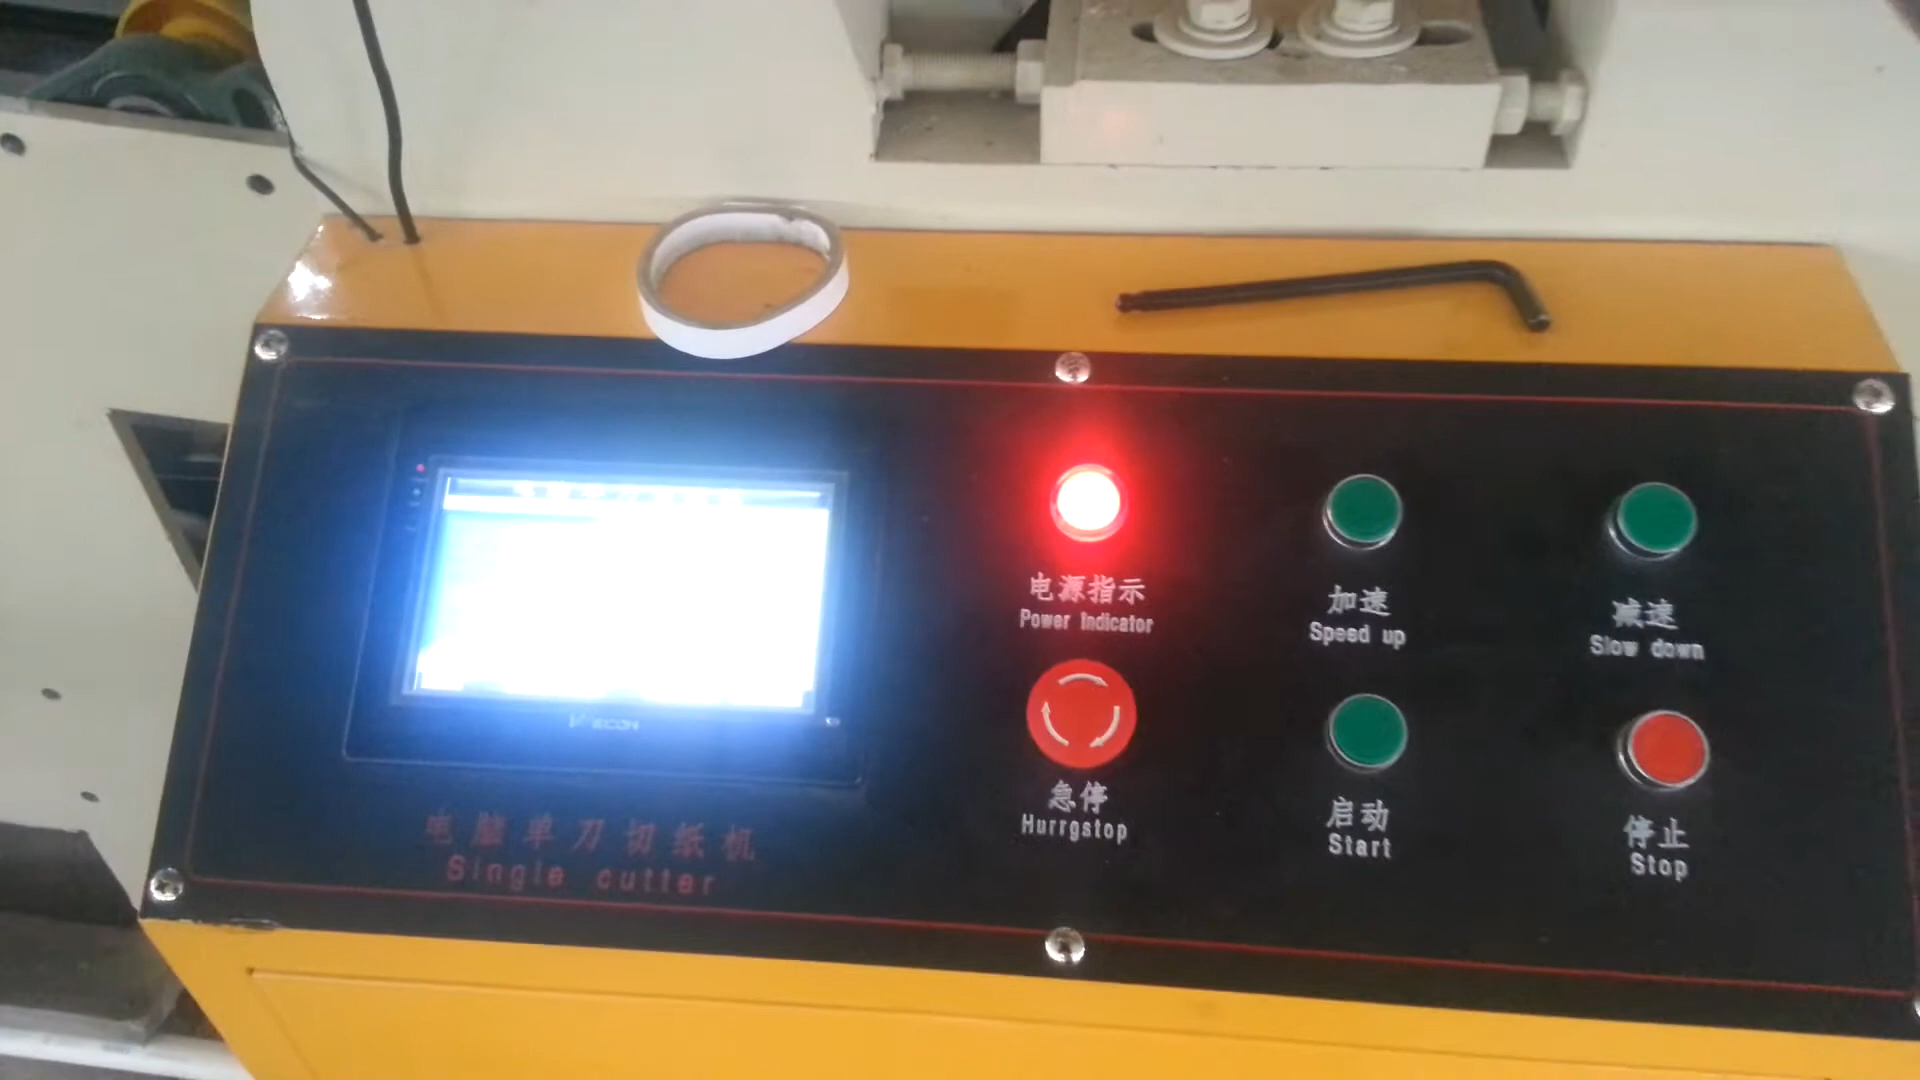 电源指示
Power Indicator
加速
Speed up
减速
Slow down
WECON
急停
Hurrgstop
启动
Start
停止
Stop
电脑单刀切纸机
Single cutter